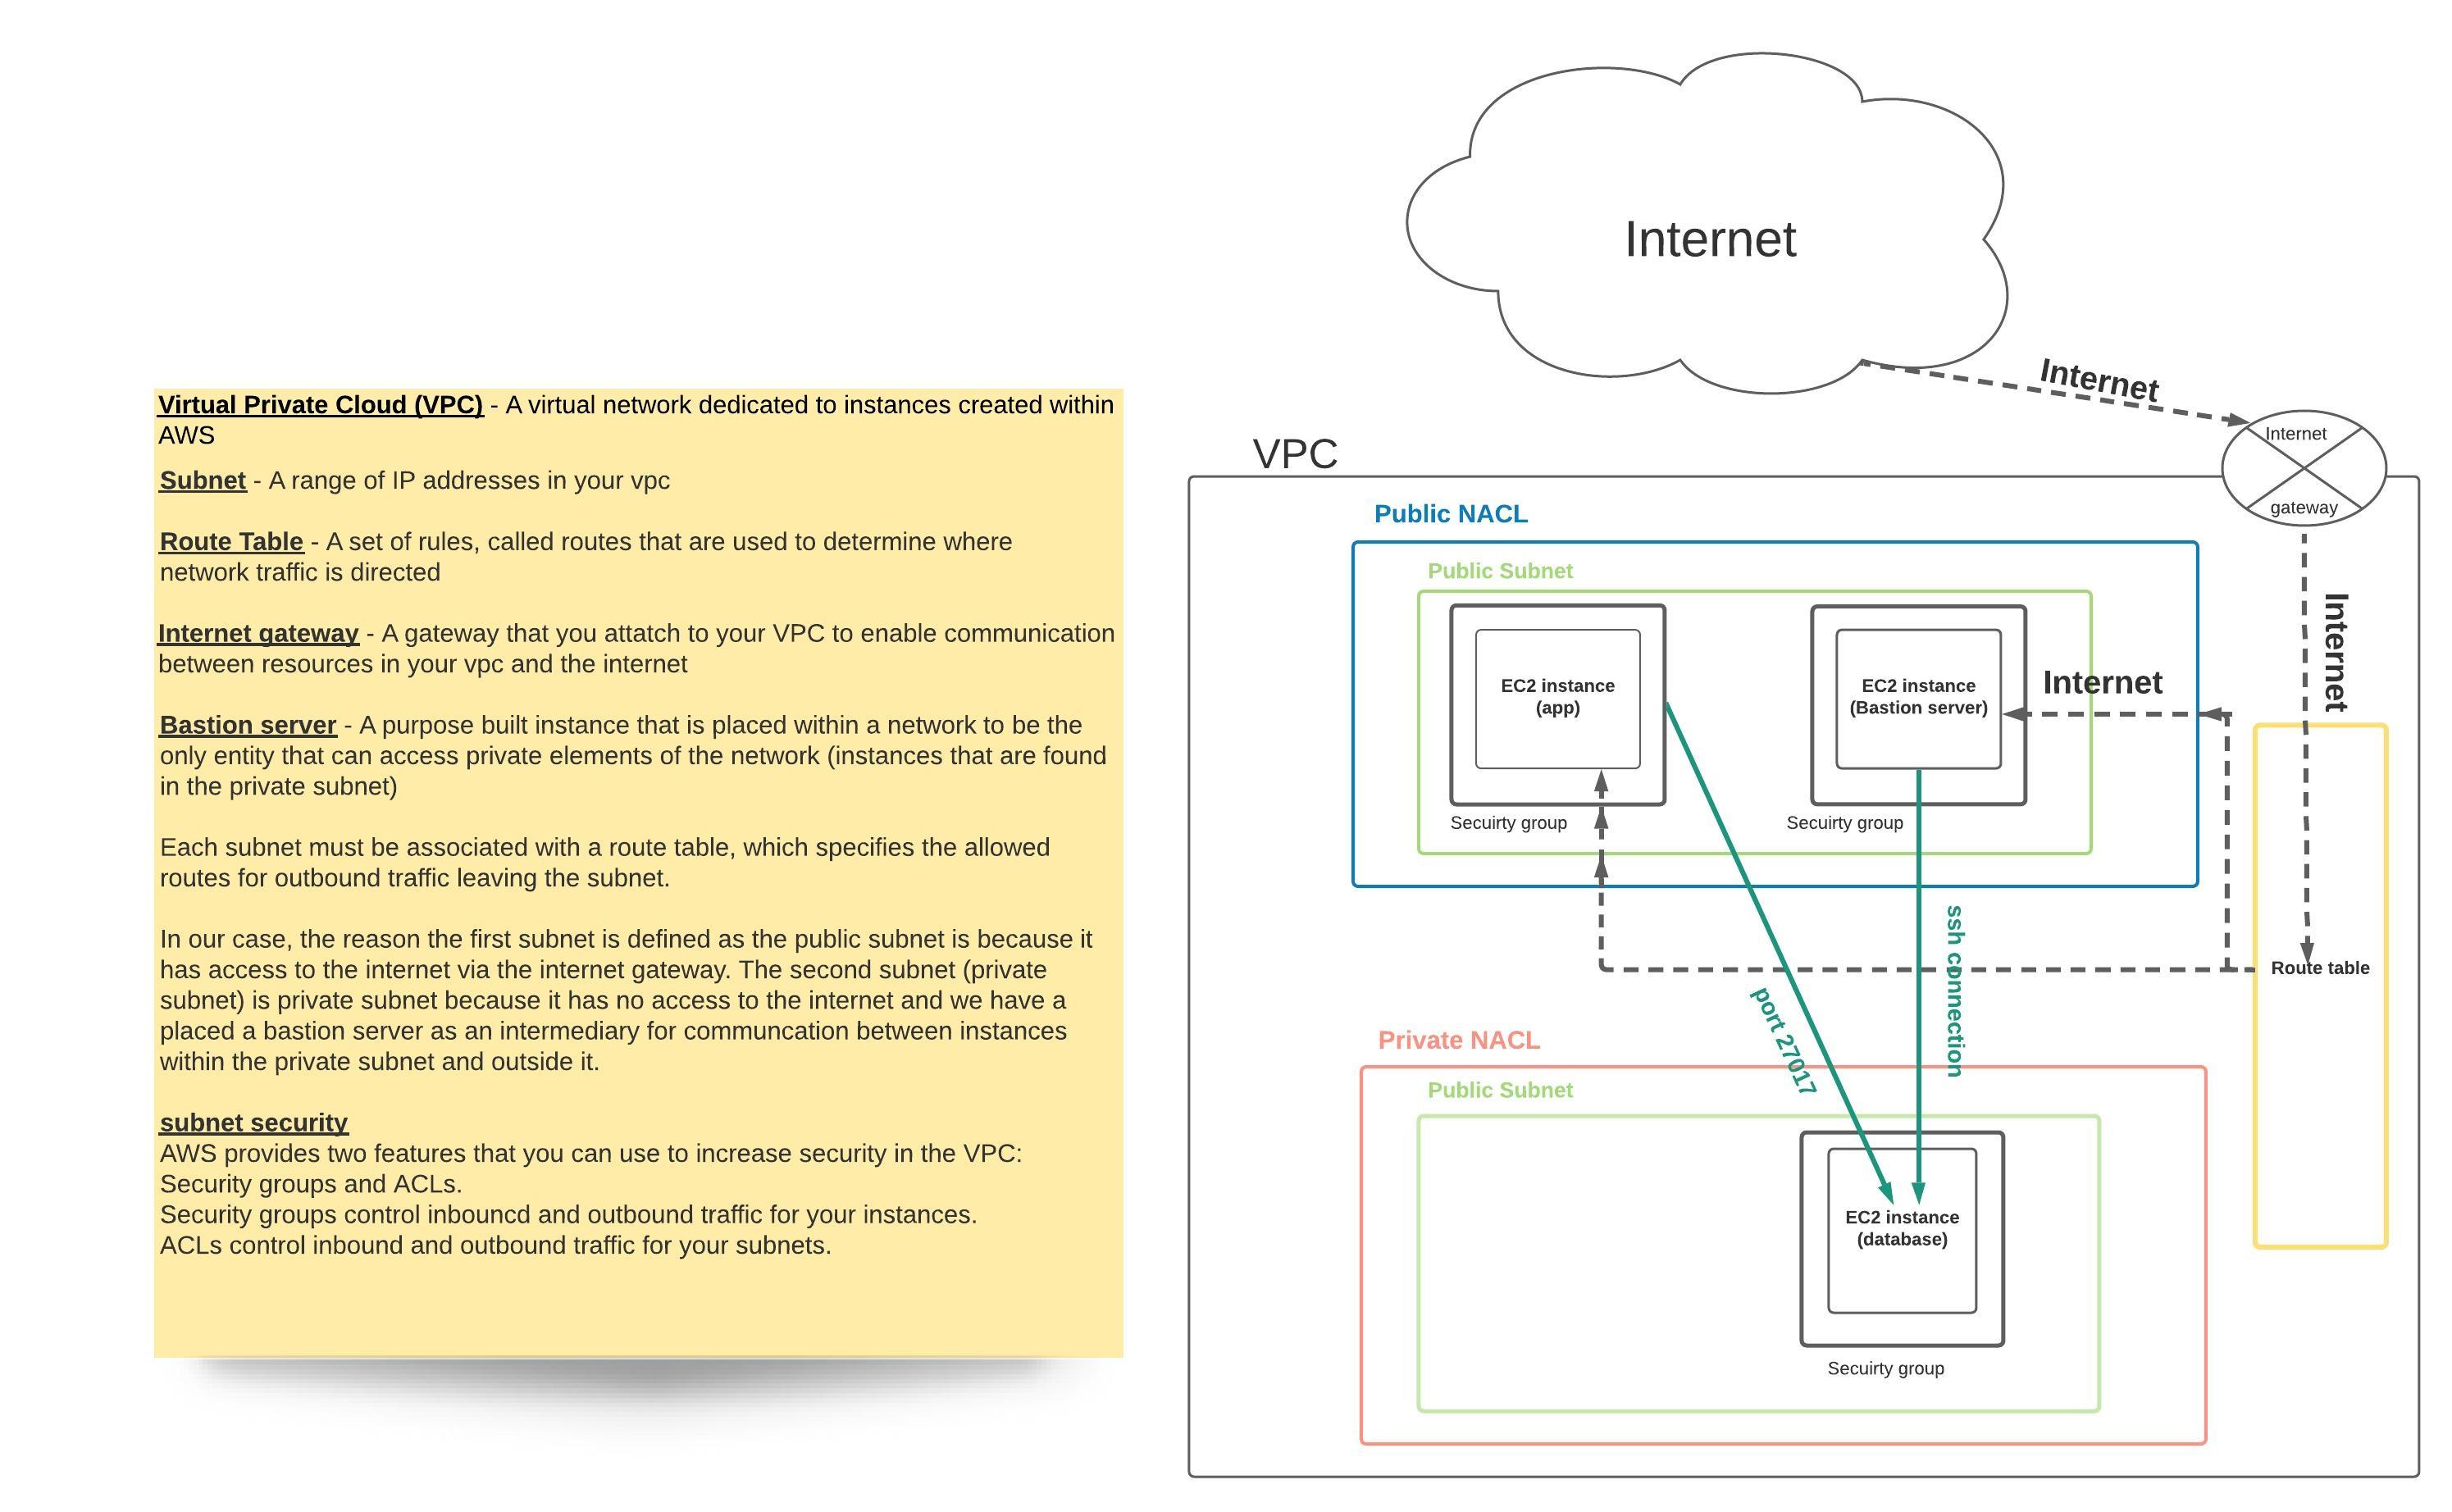 Virtual Private Cloud (VPC) - A virtual network dedicated to instances created within
AWS
Subnet - A range of IP addresses in your vpc
Route Table - A set of rules, called routes that are used to determine where
network traffic is directed
Internet gateway - A gateway that you attatch to your VPC to enable communication
between resources in your vpc and the internet
Bastion server - A purpose built instance that is placed within a network to be the
only entity that can access private elements of the network (instances that are found
in the private subnet)
Each subnet must be associated with a route table, which specifies the allowed
routes for outbound traffic leaving the subnet.
In our case, the reason the first subnet is defined as the public subnet is because it
has access to the internet via the internet gateway. The second subnet (private
subnet) is private subnet because it has no access to the internet and we have a
placed a bastion server as an intermediary for communcation between instances
within the private subnet and outside it.
subnet security
AWS provides two features that you can use to increase security in the VPC:
Security groups and ACLs.
Security groups control inbouncd and outbound traffic for your instances.
ACLs control inbound and outbound traffic for your subnets.
Internet
Internet
Internet
gateway
VPC
Public NACL
Public Subnet
EC2 instance
(app)
Secuirty group
EC2 instance
(Bastion server)
Secuirty group
Internet
Internet
Route table
port 27017
ssh connection
Private NACL
Public Subnet
EC2 instance
(database)
Secuirty group